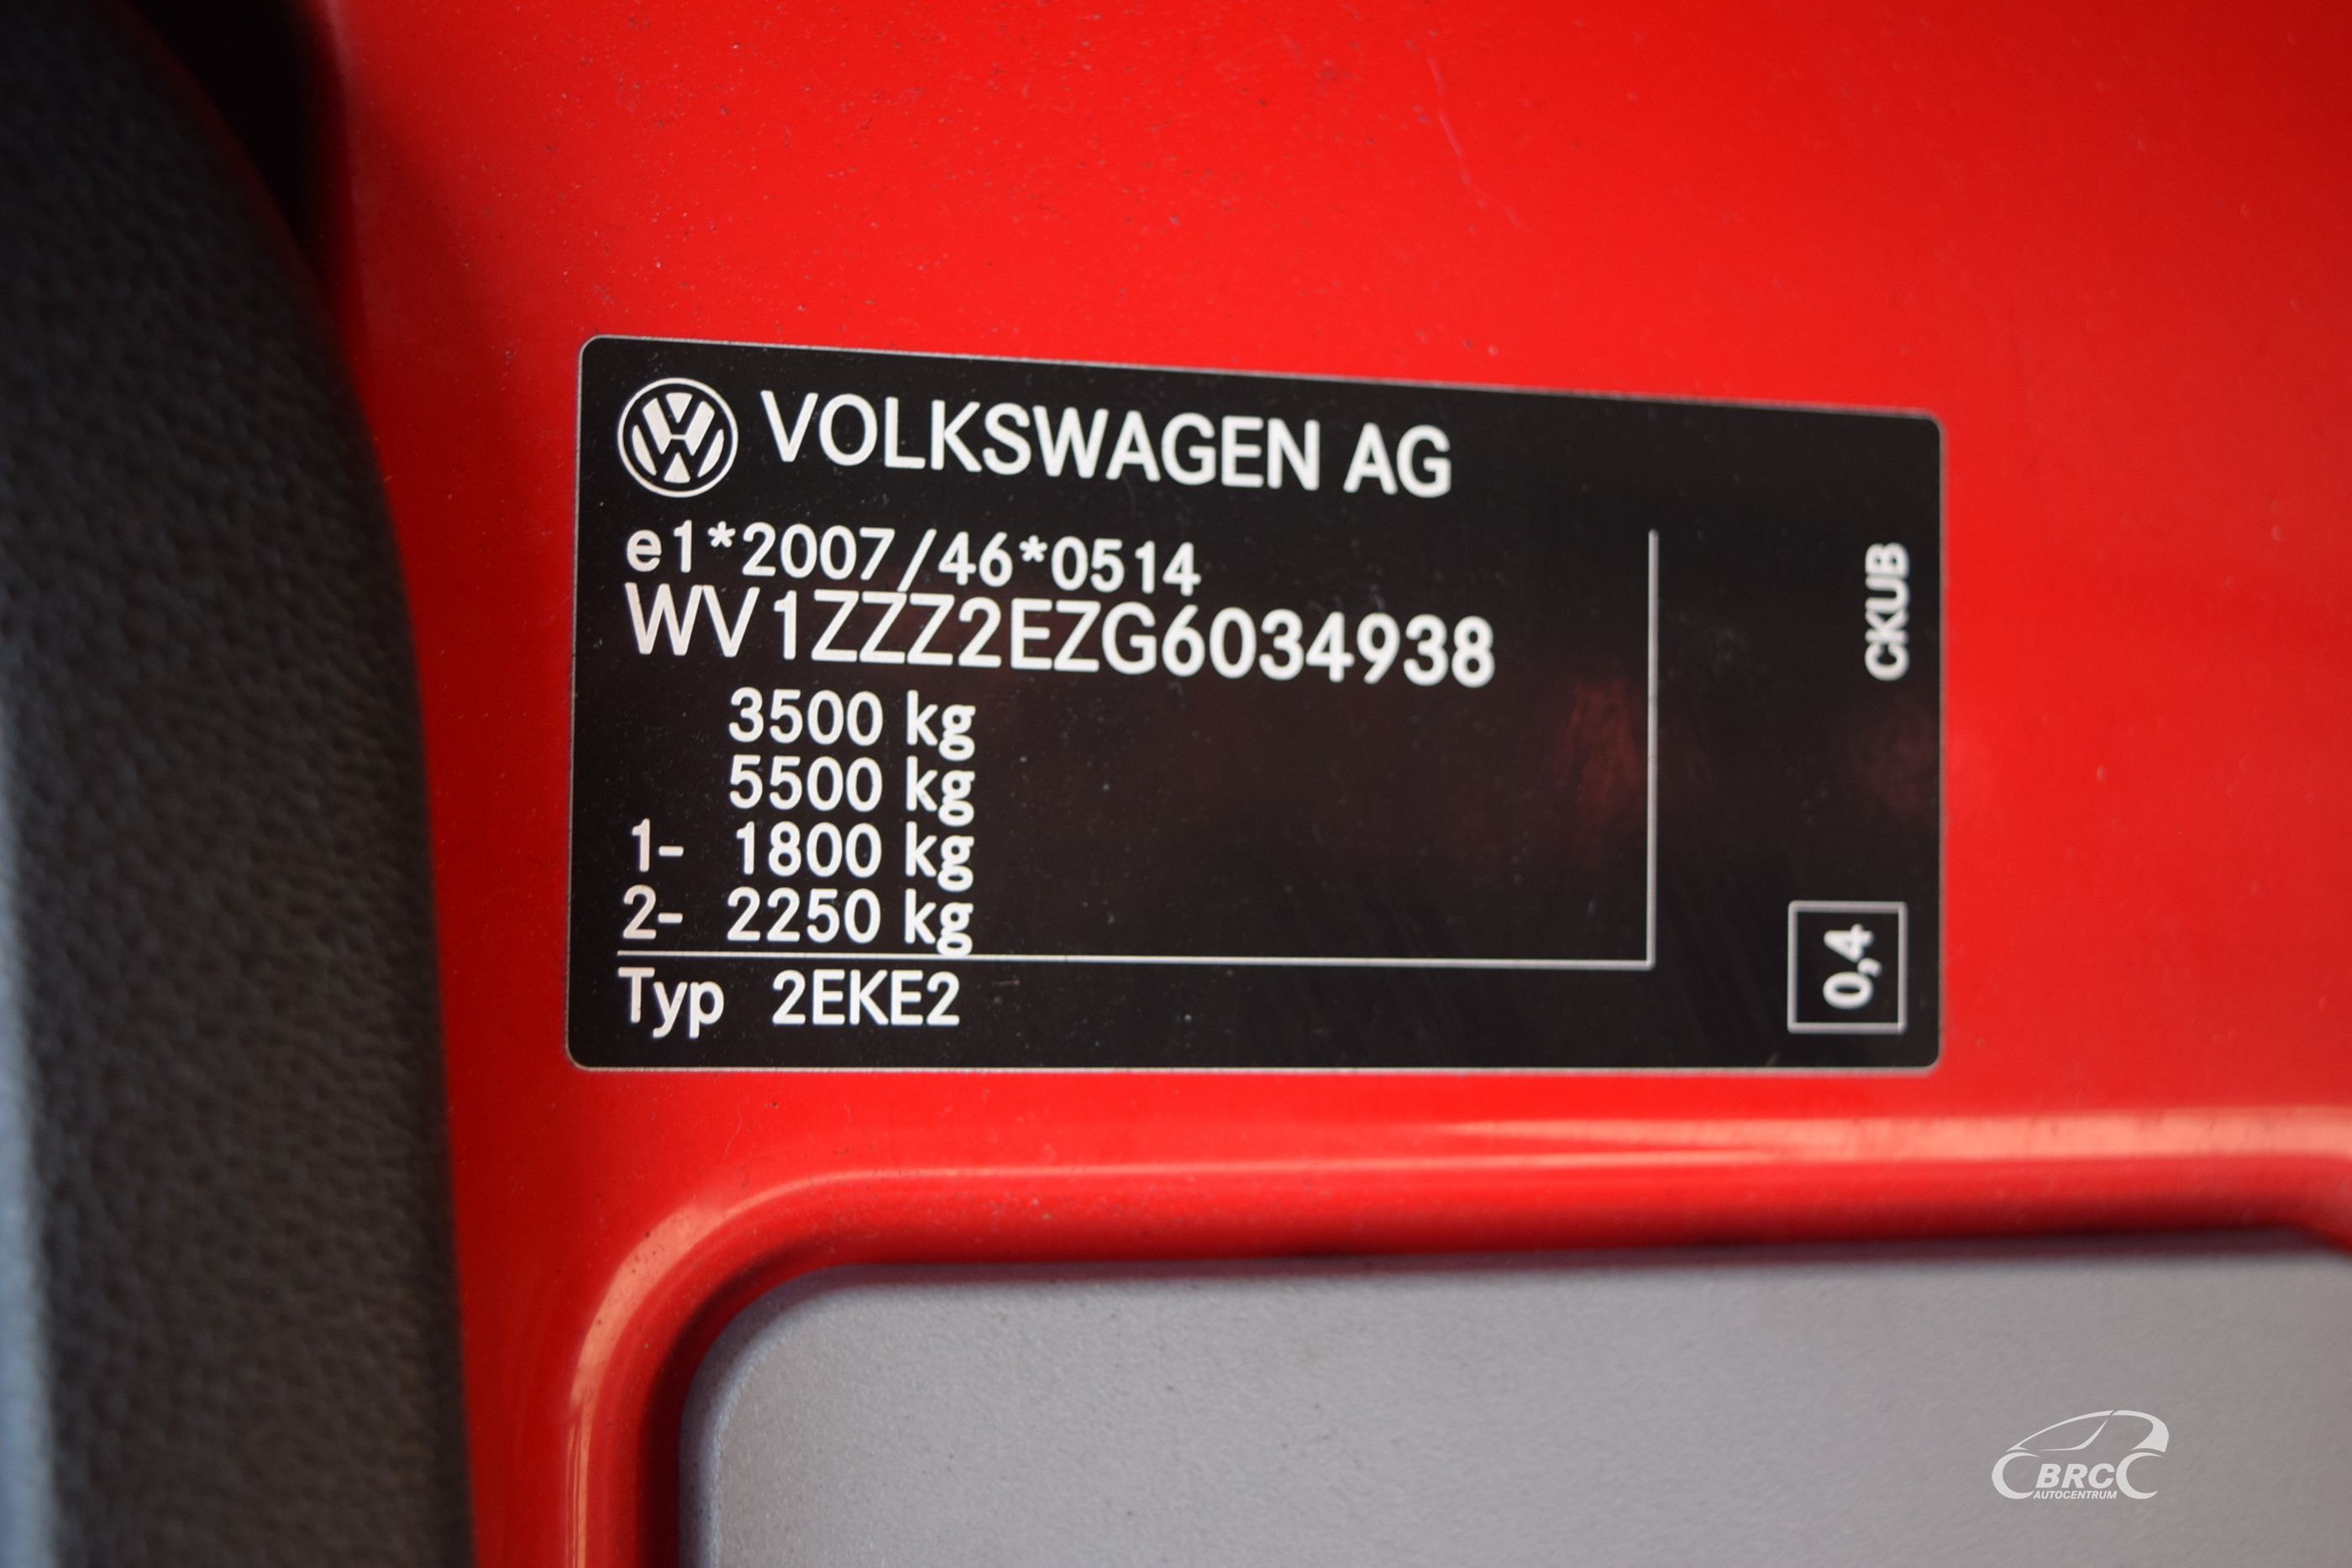 VOLKSWAGEN AG
e1*2007/46*0514
WV1ZZZ2EZG6034938
3500 kg
5500 kg
1- 1800 kg
2- 2250 kg
Typ 2EKE2
CKUB
0,4
BRC
AUTOCENTRUM